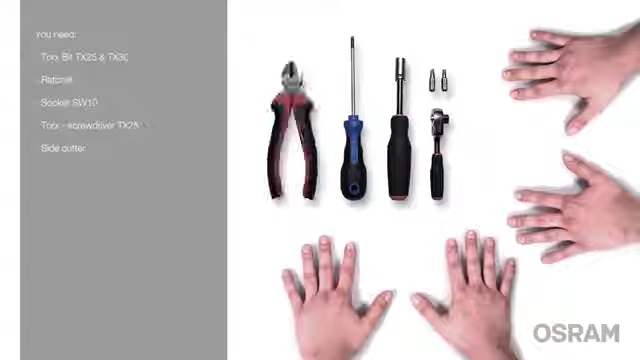 You need:
Torx Bit TX25 & TX30
Ratchet
Socket SW10
Torx - screwdriver TX25
Side cutter
OSRAM